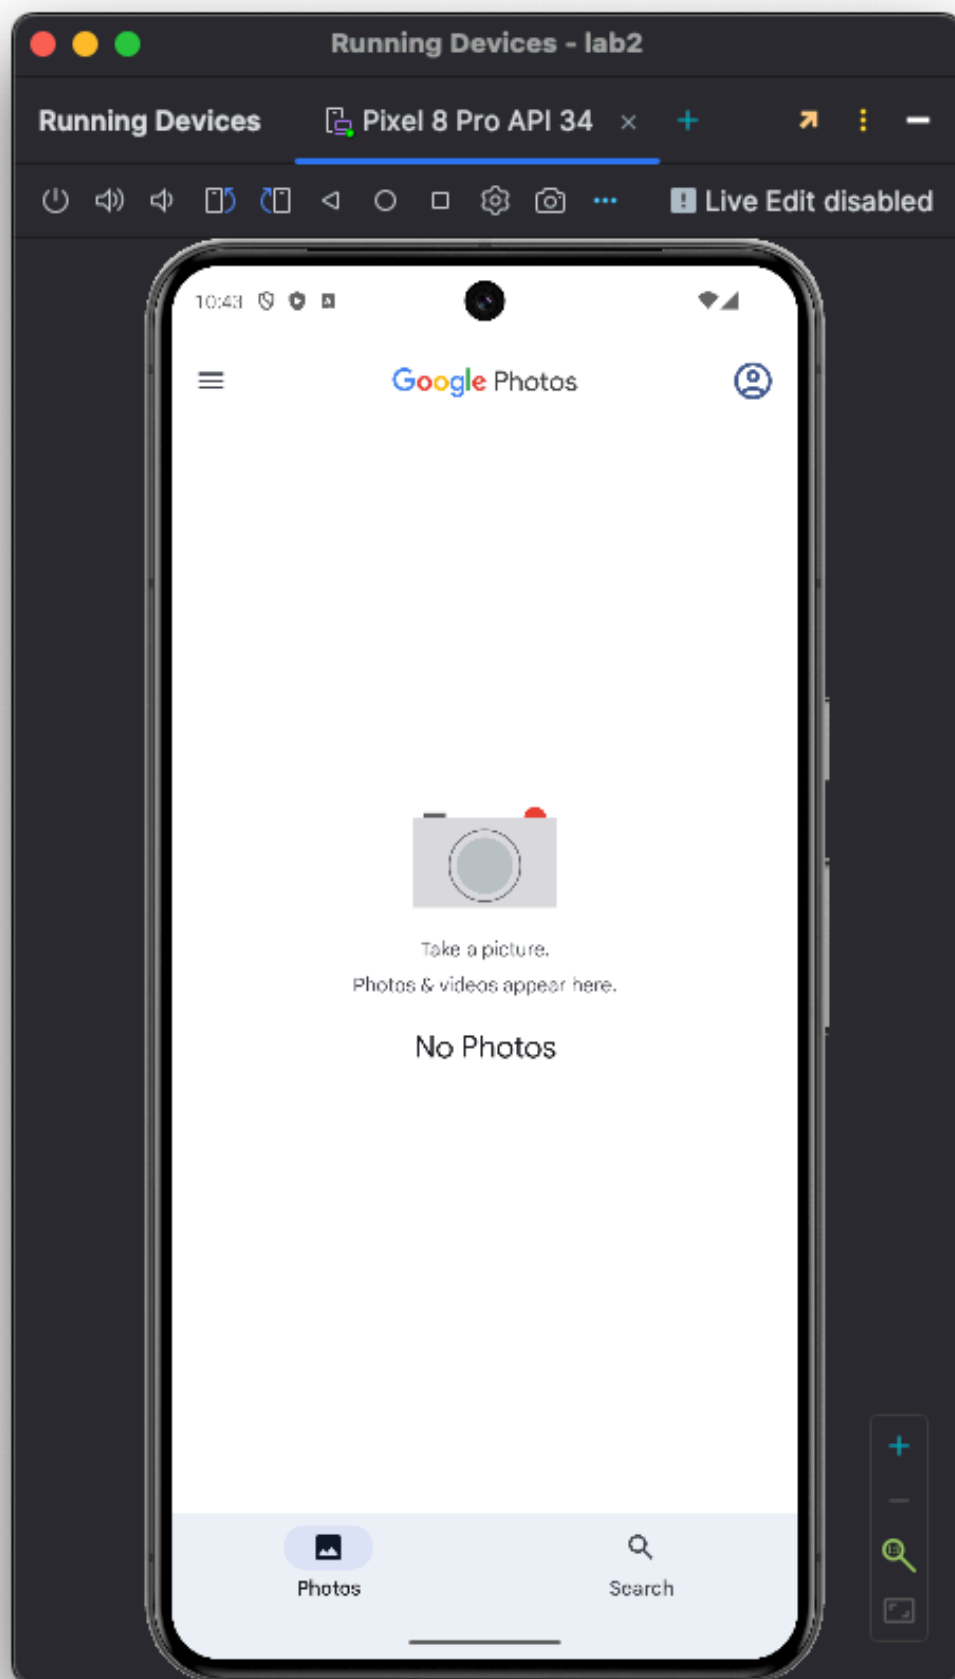 Running Devices - lab2
Running Devices
Pixel 8 Pro API 34
Live Edit disabled
10:43
Google Photos
Take a picture.
Photos & videos appear here.
No Photos
Photos
Search